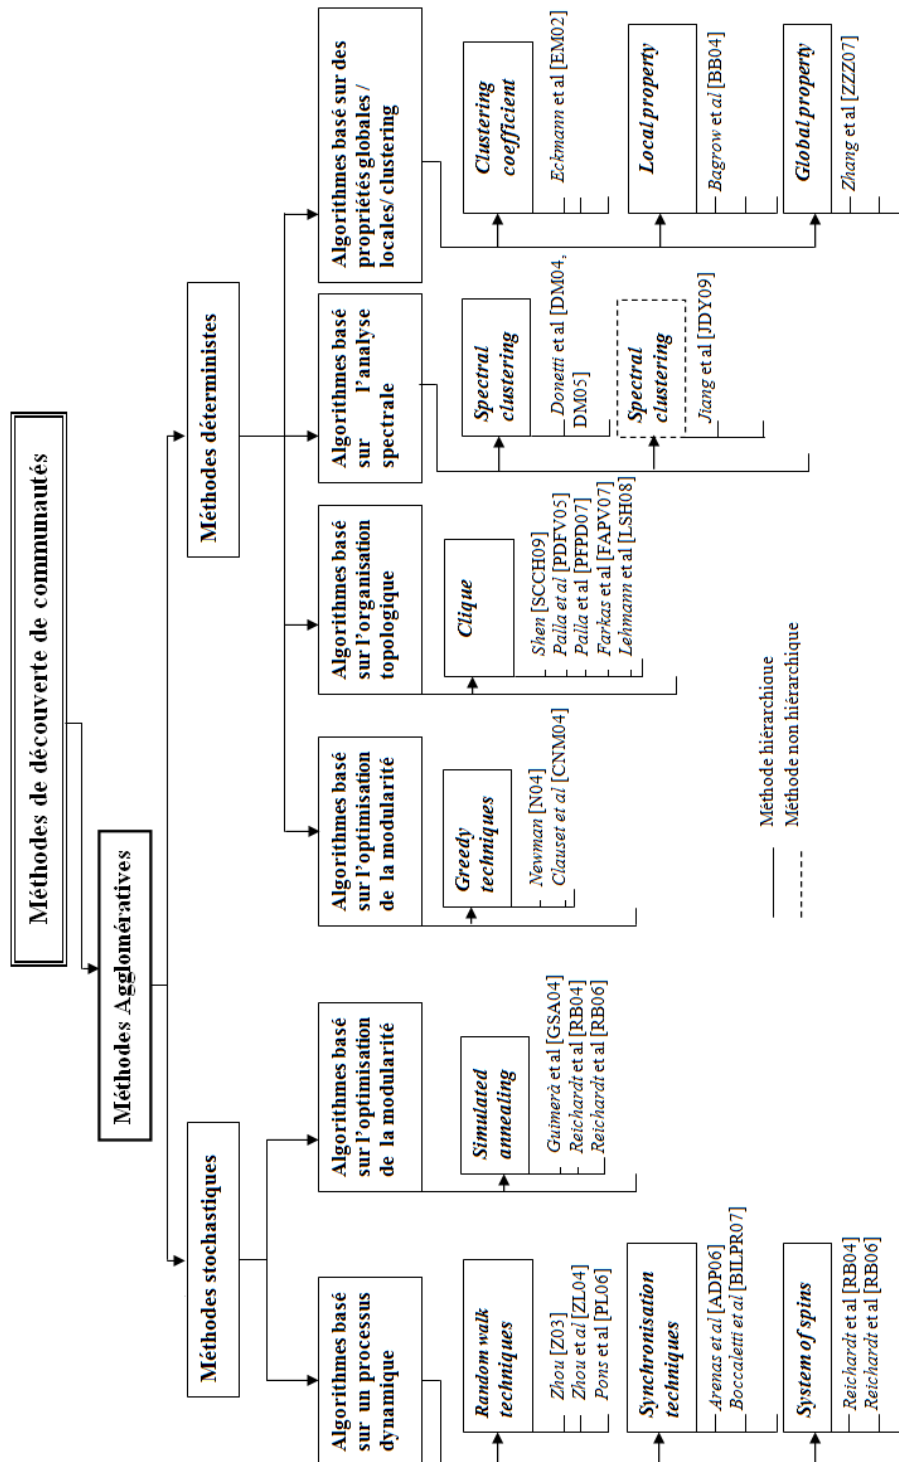 Méthodes de découverte de communautés
Méthodes Agglomératives
Méthodes stochastiques
Méthodes déterministes
Algorithmes basé
sur un processus
dynamique
Random walk
techniques
Zhou [Z03]
Zhou et al [ZL04]
Pons et al [PL06]
Synchronisation
techniques
Arenas et al [ADP06]
Boccaletti et al [BILPR07]
System of spins
Reichardt et al [RB04]
Reichardt et al [RB06]
Algorithmes basé
sur l'optimisation
de la modularité
Simulated
annealing
Guimerà et al [GSA04]
Reichardt et al [RB04]
Reichardt et al [RB06]
Algorithmes basé
sur l'optimisation
de la modularité
Greedy
techniques
Newman [N04]
Clauset et al [CNM04]
Algorithmes basé
sur l'organisation
topologique
Clique
Shen [SCCH09]
Palla et al [PDFV05]
Palla et al [PFPD07]
Farkas et al [FAPV07]
Lehmann et al [LSH08]
Algorithmes basé
sur l'analyse
spectrale
Spectral
clustering
Donetti et al [DM04,
DM05]
Spectral
clustering
Jiang et al [JDY09]
Algorithmes basé sur des
propriétés globales /
locales/ clustering
Clustering
coefficient
Eckmann et al [EM02]
Local property
Bagrow et al [BB04]
Global property
Zhang et al [ZZZ07]
Méthode hiérarchique
Méthode non hiérarchique